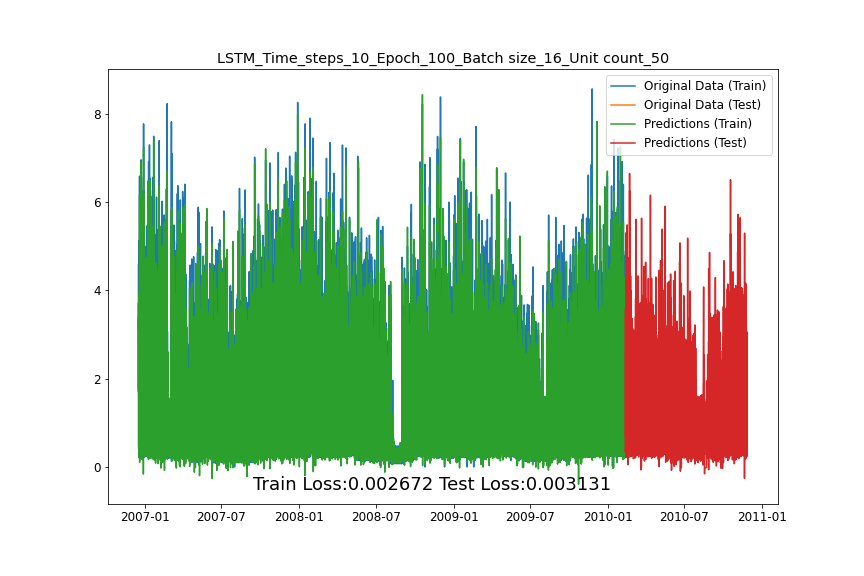 LSTM_Time_steps_10_Epoch_100_Batch size_16_Unit count_50
Original Data (Train)
Original Data (Test)
Predictions (Train)
Predictions (Test)
8
6
4
2
0
Train Loss:0.002672 Test Loss:0.003131
2007-01 2007-07 2008-01 2008-07 2009-01 2009-07 2010-01 2010-07 2011-01